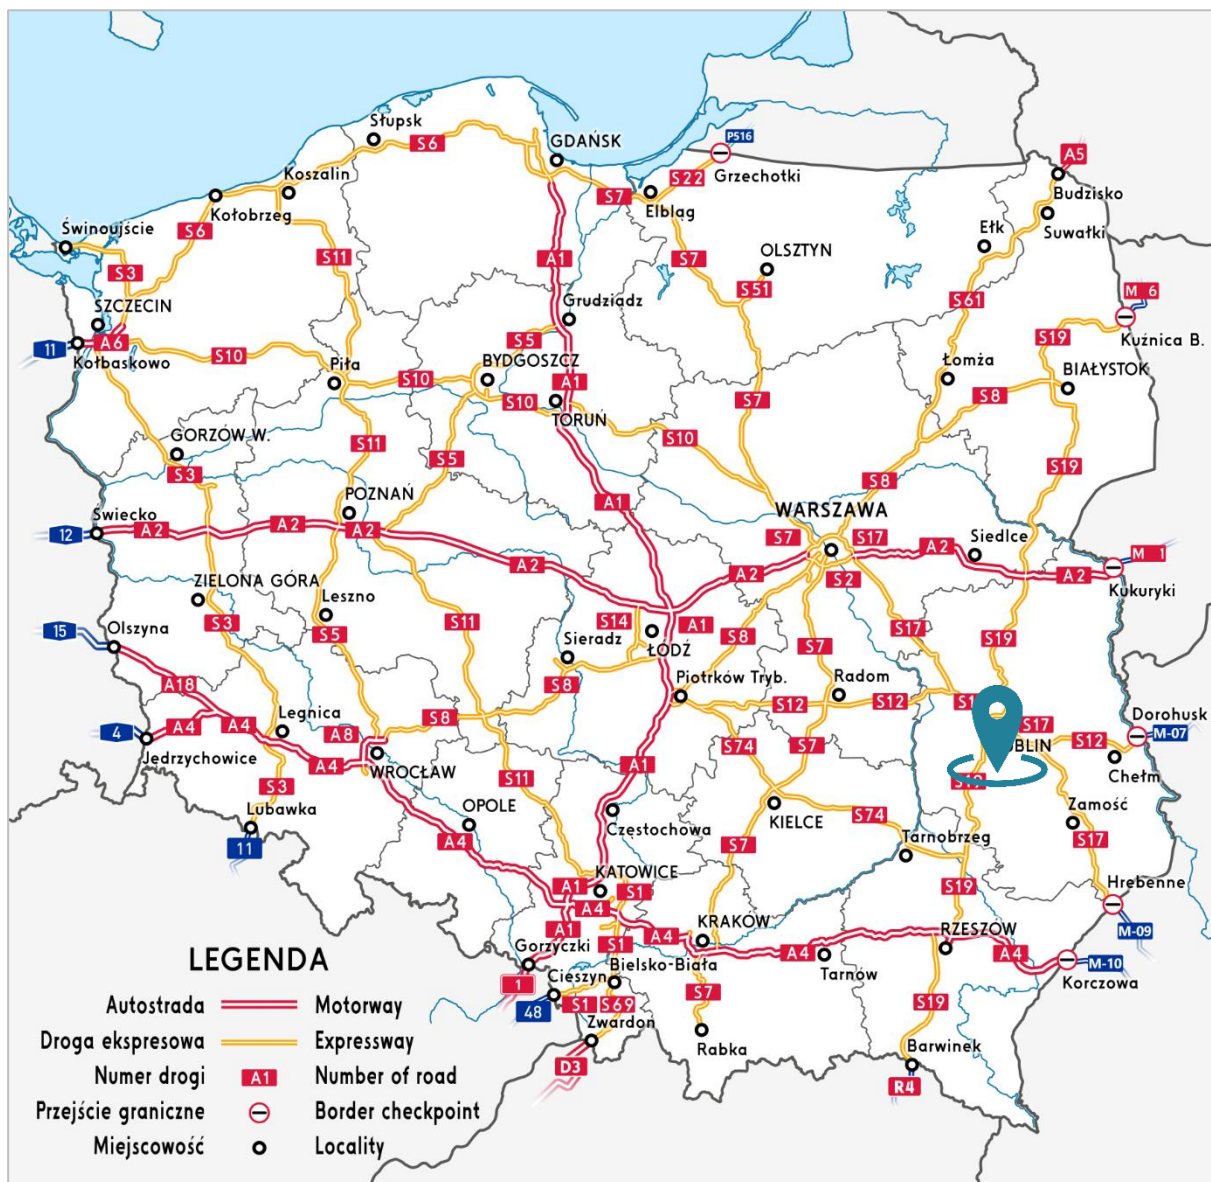 Słupsk
S6
GDAŃSK
P516
S22
Grzechotki
A5
Budzisko
Koszalin
Kołobrzeg
S7
Elbląg
Suwałki
Świnoujście
S6
Ełk
S3
S11
A1
S7
OLSZTYN
S51
S61
M 6
SZCZECIN
Grudziadz
S19
Kuźnica B.
11
A6
Kołbaskowo
S10
S5
Piła
BYDGOSZCZ
Łomża
BIAŁYSTOK
S10
A1
S10
TORUŃ
S7
S8
GORZÓW W.
S11
S10
S3
S5
S19
S8
POZNAŃ
A1
WARSZAWA
Świecko
12
A2
A2
A2
S7
S17
A2
Siedlce
M 1
A2
A2
S2
A2
Kukuryki
ZIELONA GÓRA
Leszno
S14
A1
15
Olszyna
S3
S5
S11
Sieradz
ŁÓDŹ
S8
S17
S19
S7
A18
S8
Piotrków Tryb.
Radom
S12
S12
Legnica
S8
Dorohusk
4
A4
A4
A8
S74
S7
S17
S12
M-07
Jedrzychowice
A4
WROCŁAW
A1
Chełm
S3
S11
Lubawka
OPOLE
Częstochowa
KIELCE
S74
Zamość
11
A4
S7
Tarnobrzeg
S17
KATOWICE
A1
S1
S19
Hrebenne
A4
KRAKÓW
M-09
A1
S1
A4
A4
RZESZÓW
A4
Gorzyczki
Tarnów
M-10
Korczowa
LEGENDA
1
Cieszyn
Bielsko-Biała
Autostrada Motorway
48
S1
S69
S7
S19
Zwardoń
Rabka
Barwinek
Droga ekspresowa Expressway
D3
R4
Numer drogi A1 Number of road
Przejście graniczne Border checkpoint
Miejscowość Locality